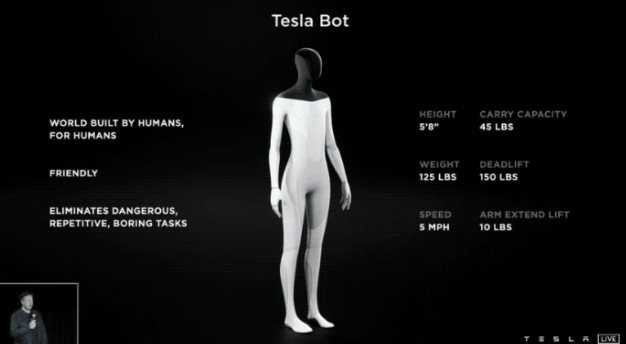 Tesla Bot
WORLD BUILT BY HUMANS,
FOR HUMANS
FRIENDLY
ELIMINATES DANGEROUS,
REPETITIVE, BORING TASKS
HEIGHT
5'8"
CARRY CAPACITY
45 LBS
WEIGHT
125 LBS
DEADLIFT
150 LBS
SPEED
5 MPH
ARM EXTEND LIFT
10 LBS
TESLA LIVE